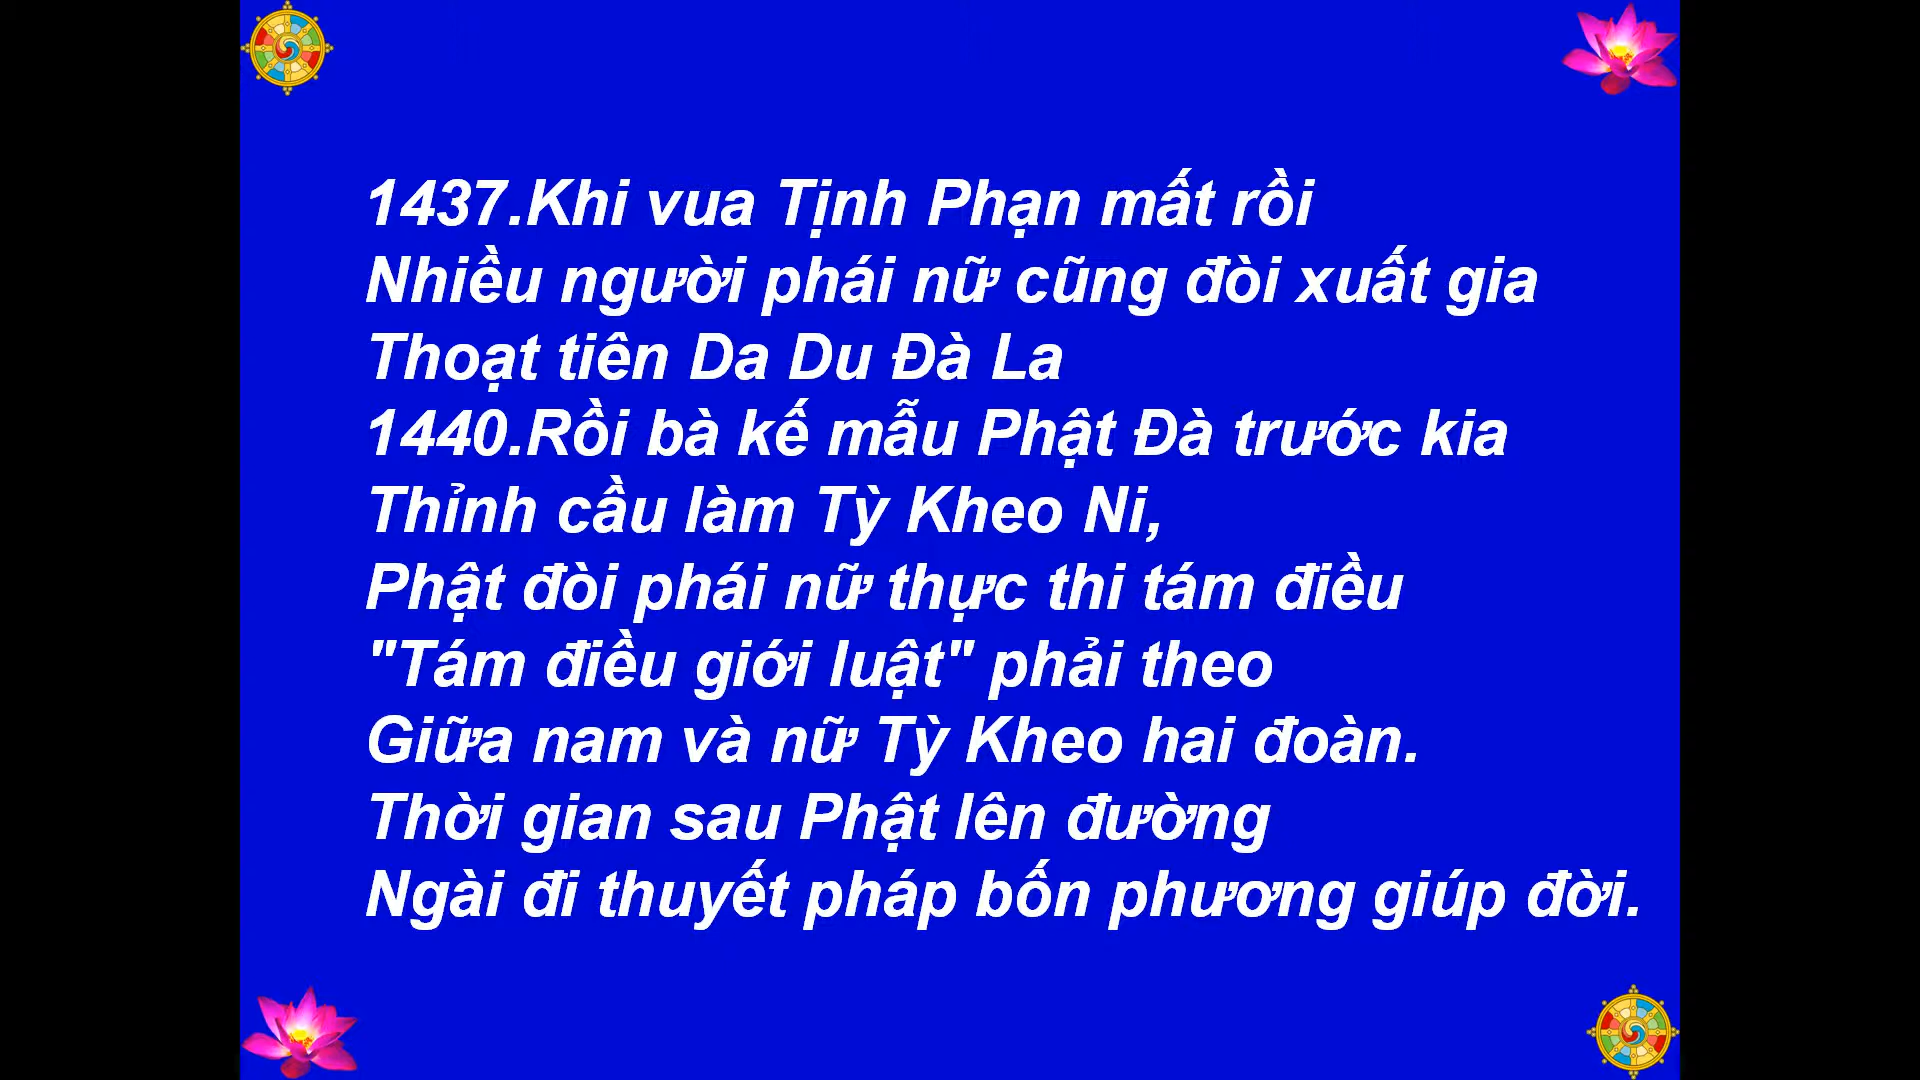 1437.Khi vua Tịnh Phạn mất rồi
Nhiều người phái nữ cũng đòi xuất gia
Thoạt tiên Da Du Đà La
1440.Rồi bà kế mẫu Phật Đà trước kia
Thỉnh cầu làm Tỳ Kheo Ni,
Phật đòi phái nữ thực thi tám điều
"Tám điều giới luật" phải theo
Giữa nam và nữ Tỳ Kheo hai đoàn.
Thời gian sau Phật lên đường
Ngài đi thuyết pháp bốn phương giúp đời.